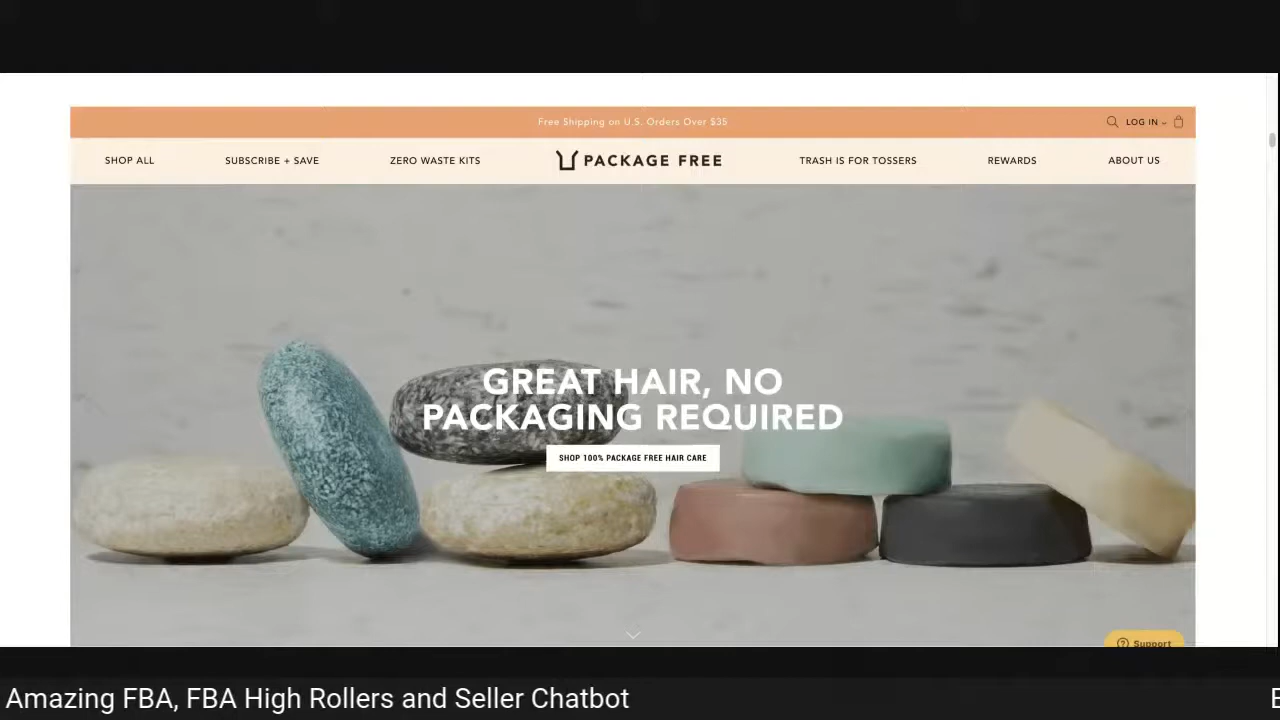 Free Shipping on U.S. Orders Over $35
LOG IN
SHOP ALL
SUBSCRIBE + SAVE
ZERO WASTE KITS
PACKAGE FREE
TRASH IS FOR TOSSERS
REWARDS
ABOUT US
GREAT HAIR, NO
PACKAGING REQUIRED
SHOP 100% PACKAGE FREE HAIR CARE
Support
Amazing FBA, FBA High Rollers and Seller Chatbot